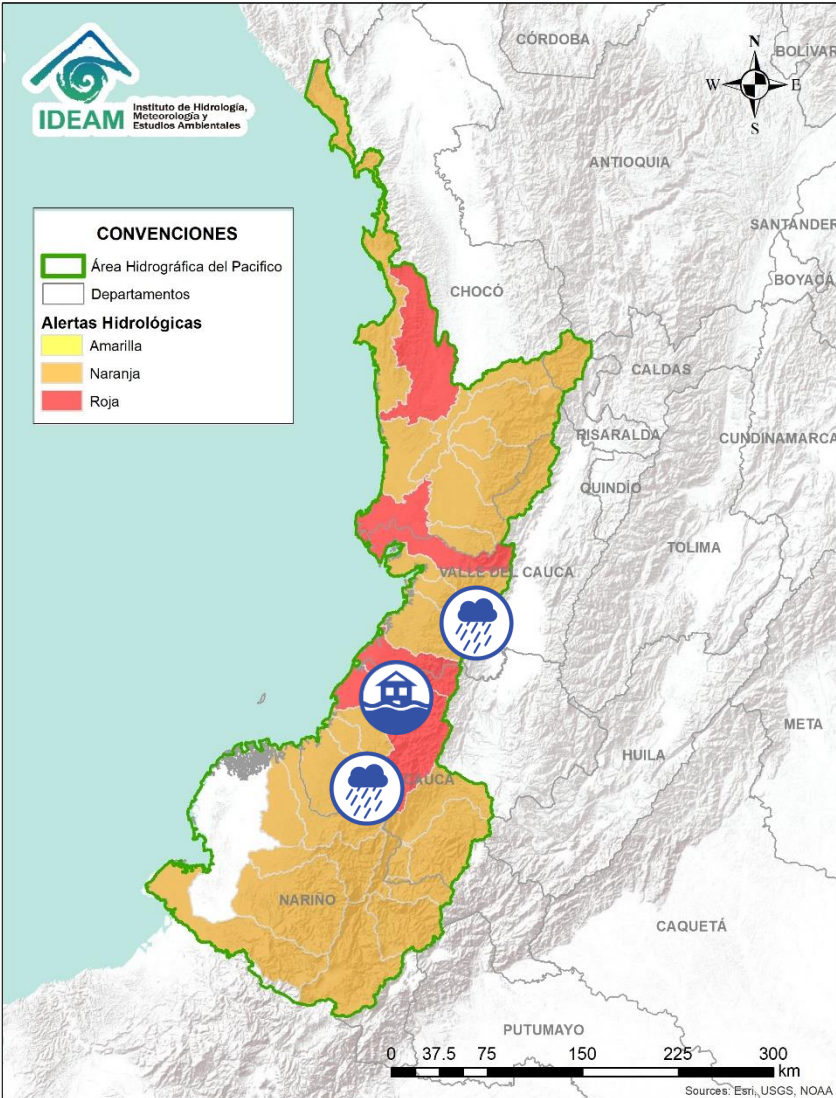 IDEAM
Instituto de Hidrología,
Meteorología y
Estudios Ambientales
CÓRDOBA
BOLÍVAR
N
W
E
S
ANTIOQUIA
SANTANDER
BOYACÁ
CONVENCIONES
Área Hidrográfica del Pacifico
Departamentos
Alertas Hidrológicas
Amarilla
Naranja
Roja
CHOCÓ
CALDAS
RISARALDA
CUNDINAMARCA
QUINDÍO
TOLIMA
VALLE DEL CAUCA
META
HUILA
CAUCA
NARIÑO
CAQUETÁ
PUTUMAYO
0 37.5 75 150 225 300
km
Sources: Esri, USGS, NOAA